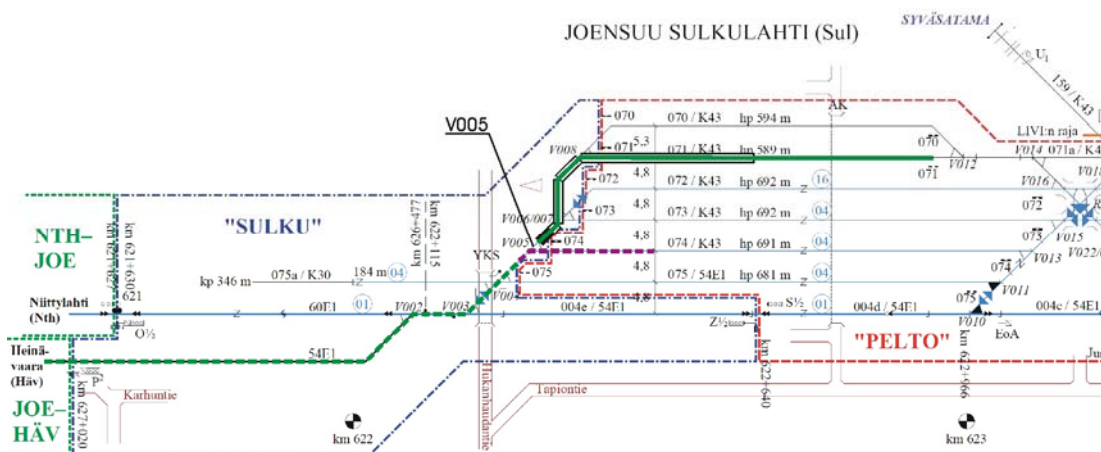 JOENSUU SULKULAHTI (Sul)
SYVÄSATAMA
U₁
159 / K43
AK
LIVI:n raja
V005
070
070 / K43 hp 594 m
070
V008
5,3
071
071 / K43 hp 589 m
071
V012
V014
071a / K4
4,8
072
072 / K43 hp 692 m
16
072
V016
4,8
073
073 / K43 hp 692 m
04
073
V015
V006/007
V005
4,8
074
074 / K43 hp 691 m
04
074
V013
V022/
4,8
075
075 / 54E1 hp 681 m
04
075
V011
4,8
NTH–
JOE
"SULKU"
km 621+630
km 626+477
km 622+115
YKS
kp 346 m
075a / K30
184 m
04
Niittylahti
(Nth)
621
60E1
01
V002
V003
V00
004e / 54E1
S½
01
004d / 54E1
004c / 54E1
O½
Z½
V010
EoA
Heinä-
vaara
(Häv)
54E1
"PELTO"
Ju
P²
Karhuntie
JOE–
HÄV
km 627+020
Hukanhaudantie
Tapiontie
km 622+640
km 642+966
km 622
km 623